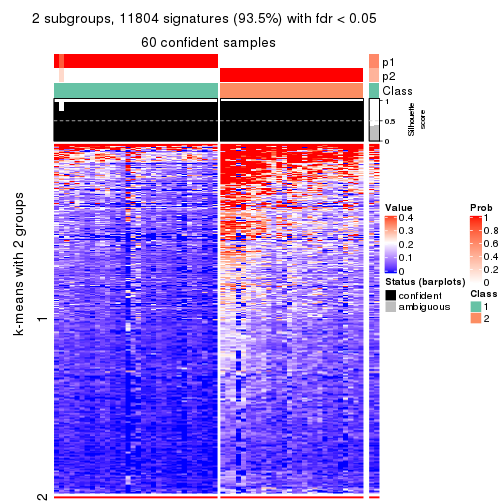 2 subgroups, 11804 signatures (93.5%) with fdr < 0.05
60 confident samples
p1
p2
Class
1
0.5
0
Silhouette
score
k-means with 2 groups
1
2
Value
0.4
0.3
0.2
0.1
0
Status (barplots)
confident
ambiguous
Prob
1
0.8
0.6
0.4
0.2
0
Class
1
2